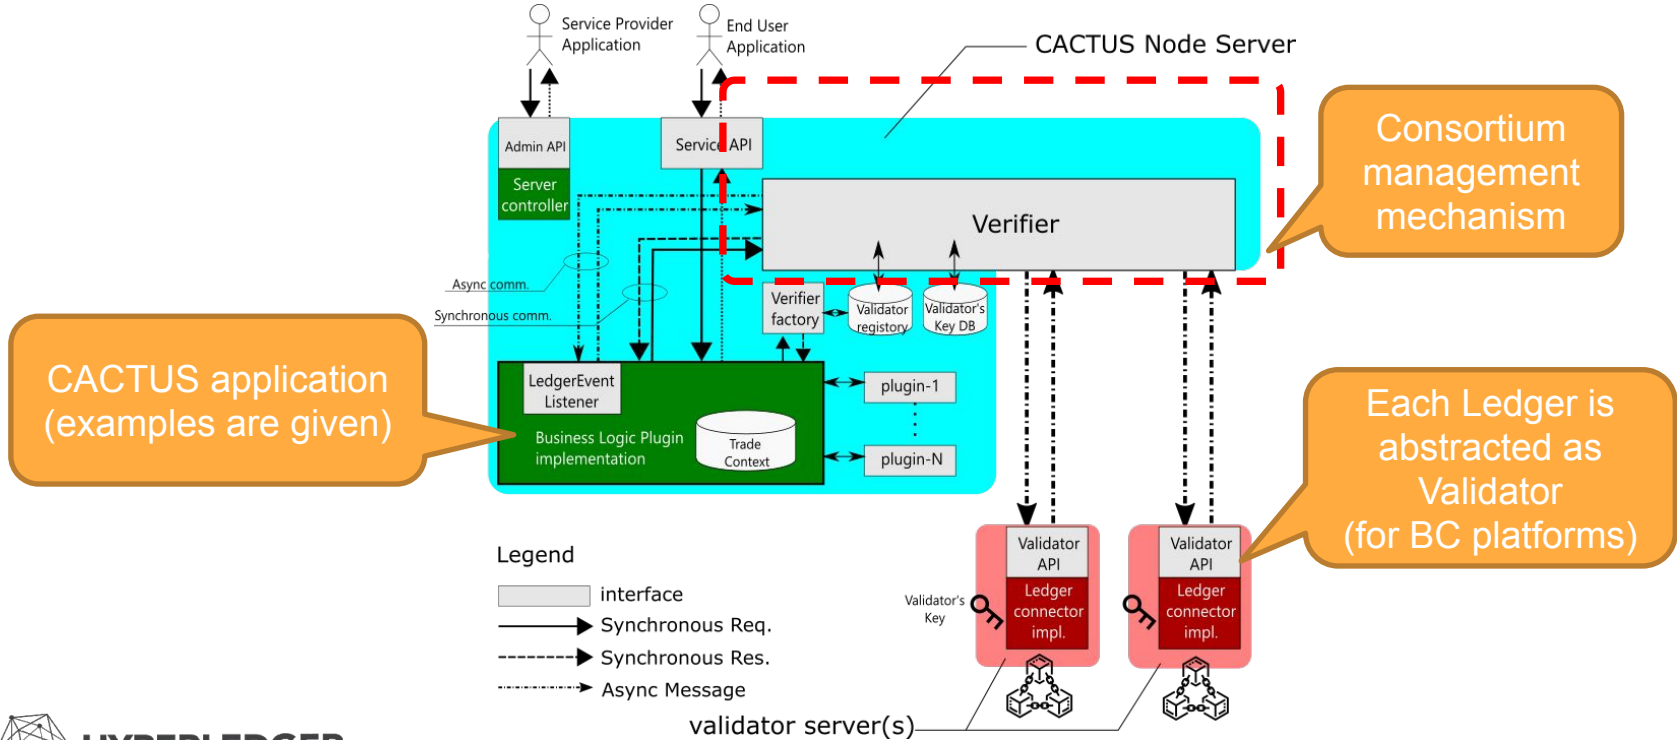 Service Provider
Application
End User
Application
CACTUS Node Server
Consortium
management
mechanism
Admin API
Server
controller
Service API
Verifier
Async comm.
Synchronous comm.
Verifier
factory
Validator
registory
Validator's
Key DB
CACTUS application
(examples are given)
LedgerEvent
Listener
Business Logic Plugin
implementation
Trade
Context
plugin-1
plugin-N
Each Ledger is
abstracted as
Validator
(for BC platforms)
Validator
API
Ledger
connector
impl.
Validator
API
Ledger
connector
impl.
Validator's
Key
Legend
interface
Synchronous Req.
Synchronous Res.
Async Message
validator server(s)
HYPERLEDGER